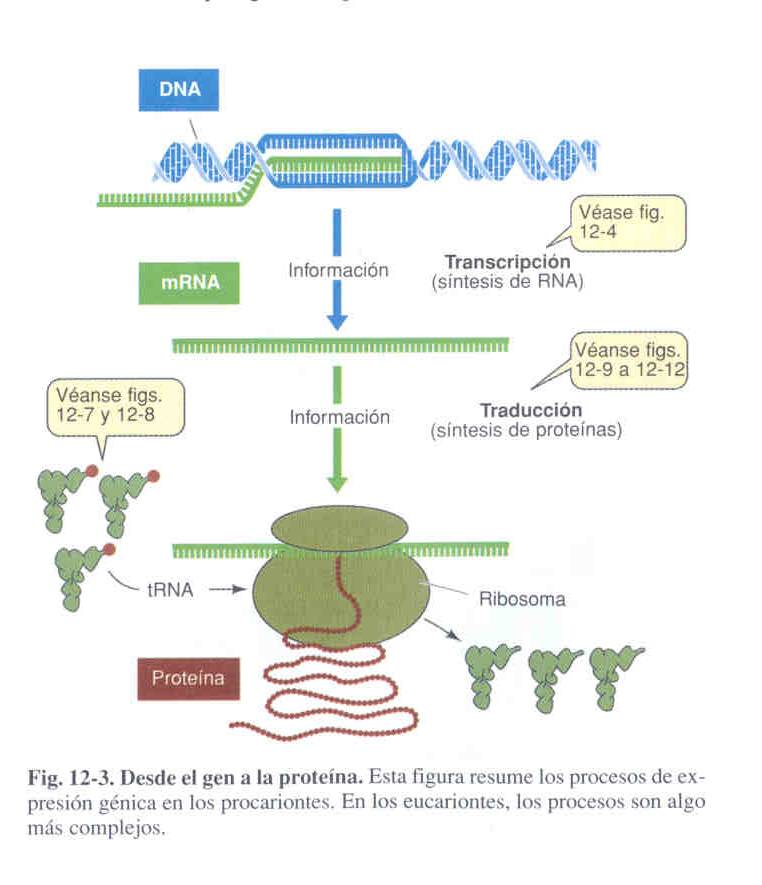 DNA
Véase fig.
12-4
Información
Transcripción
(síntesis de RNA)
mRNA
Véanse figs.
12-9 a 12-12
Véanse figs.
12-7 y 12-8
Información
Traducción
(síntesis de proteínas)
tRNA
Ribosoma
Proteína
Fig. 12-3. Desde el gen a la proteína. Esta figura resume los procesos de ex-
presión génica en los procariontes. En los eucariontes, los procesos son algo
más complejos.